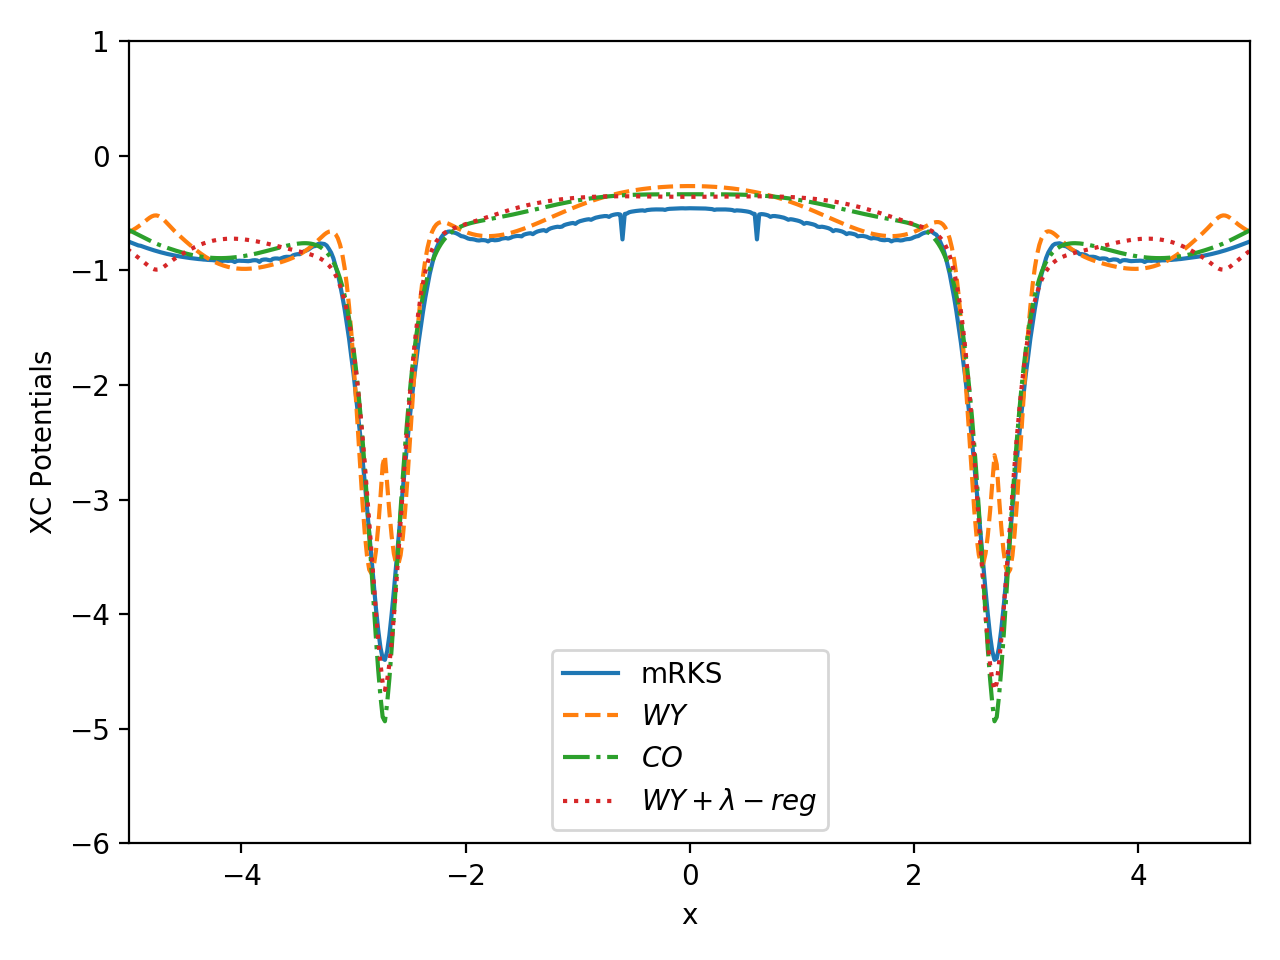 1
0
−1
−2
−3
−4
−5
−6
XC Potentials
−4 −2 0 2 4
x
mRKS
WY
CO
WY + λ − reg